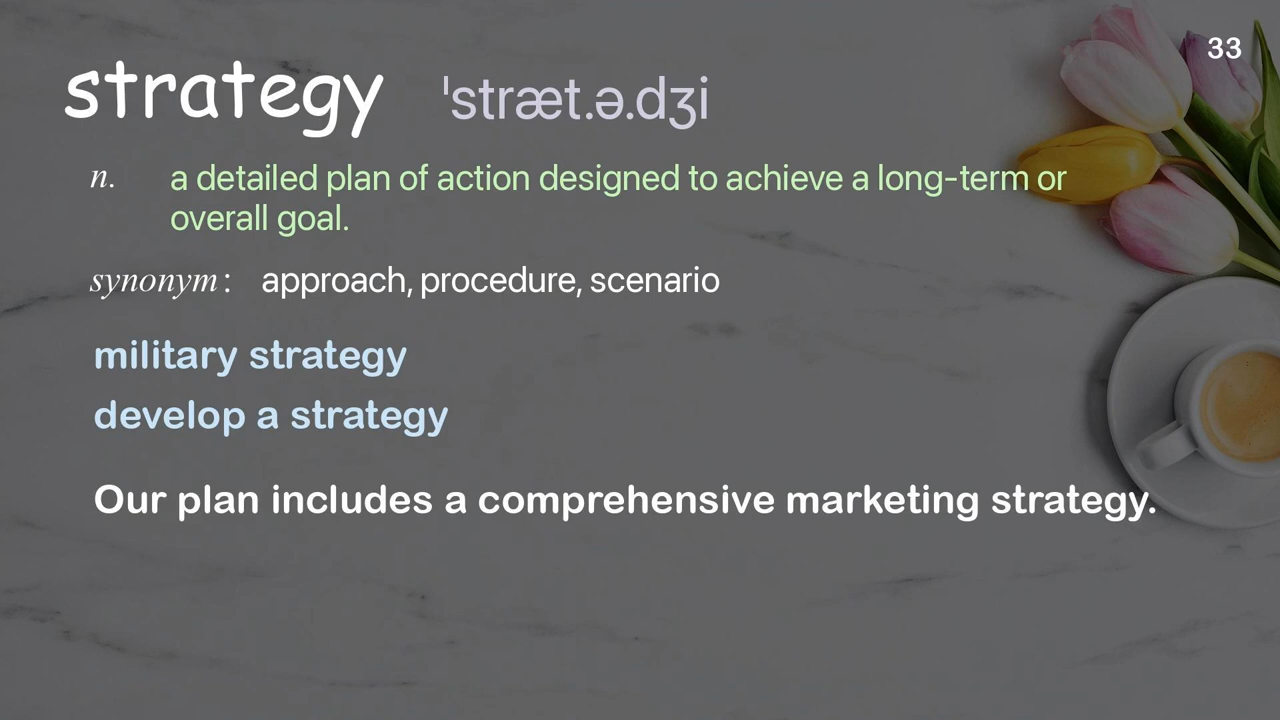 33
strategy ˈstræt.ə.dʒi
n. a detailed plan of action designed to achieve a long-term or
overall goal.
synonym: approach, procedure, scenario
military strategy
develop a strategy
Our plan includes a comprehensive marketing strategy.